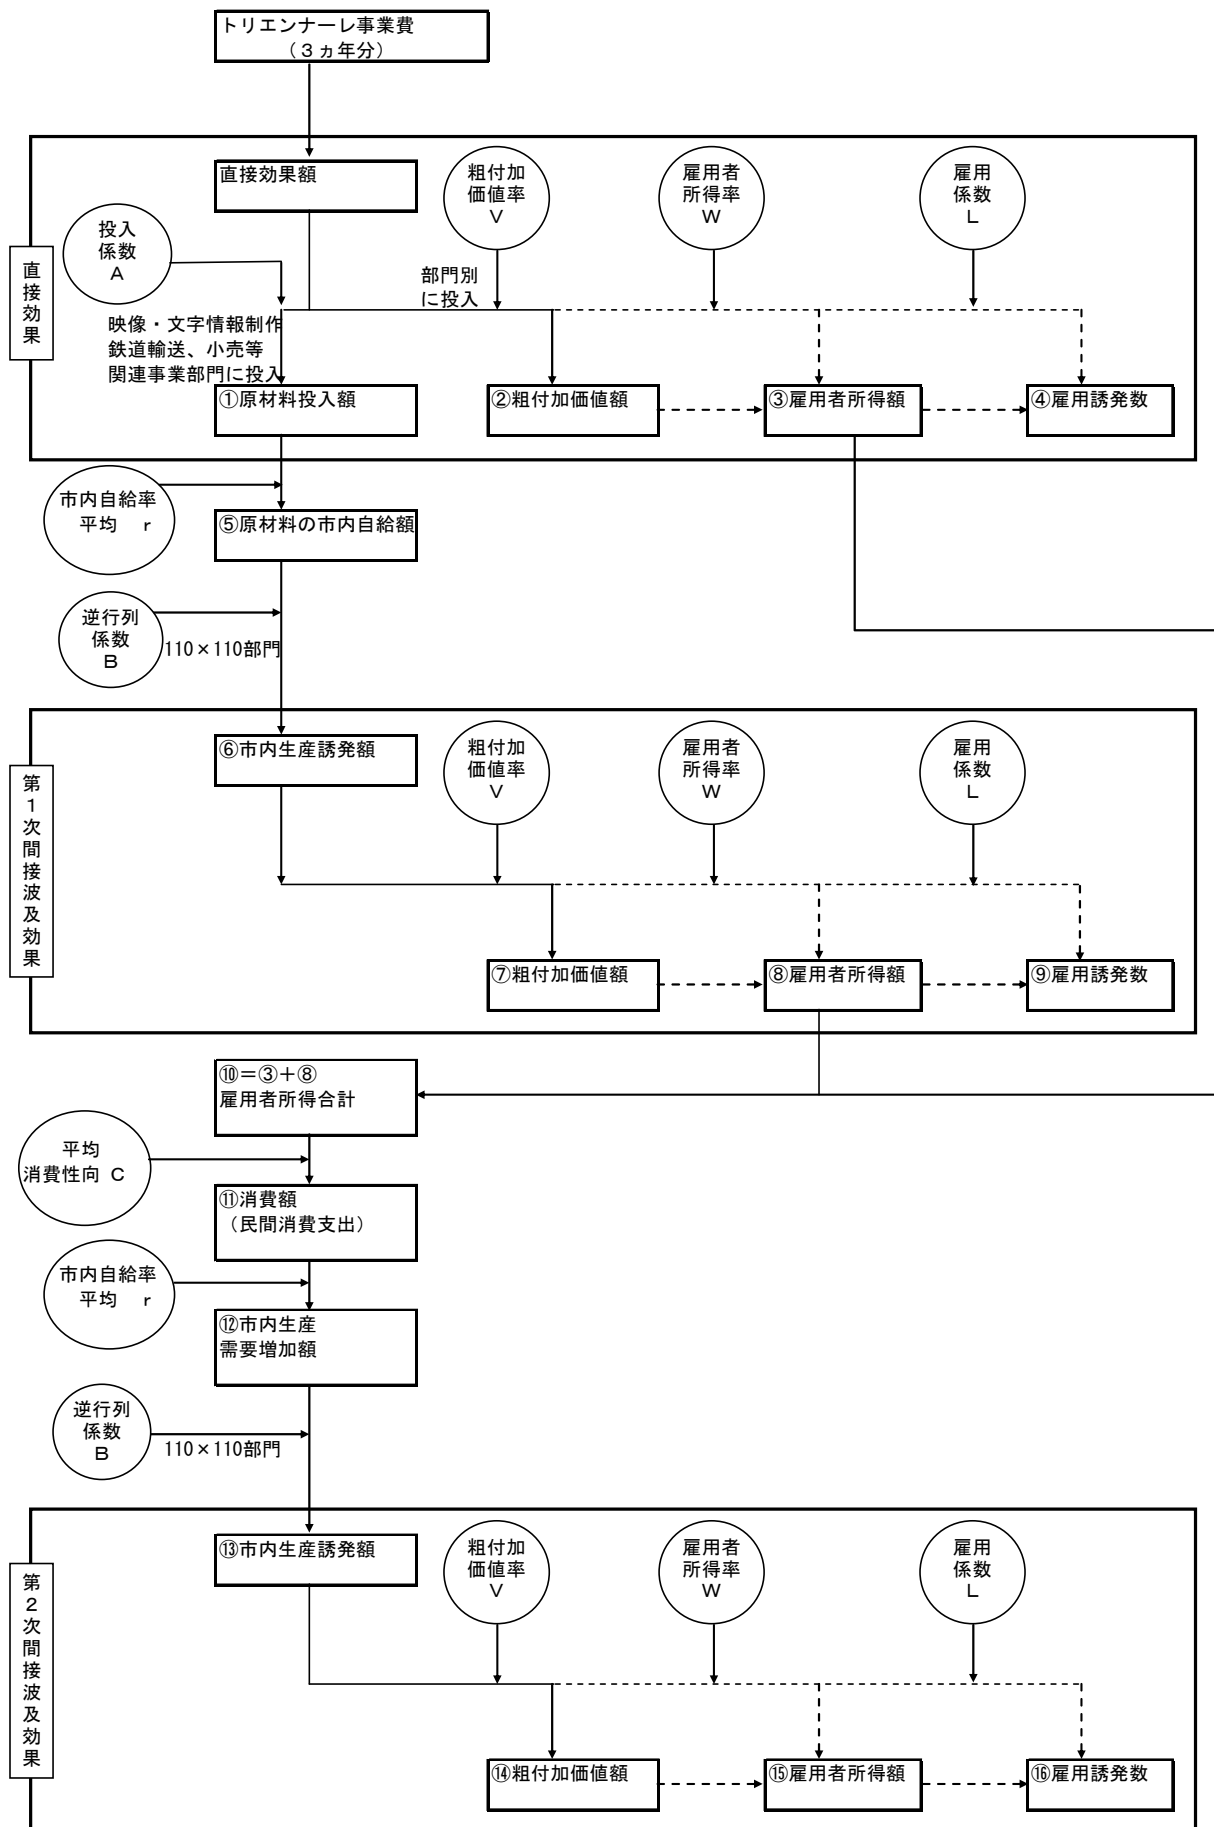 トリエンナーレ事業費
(３ヵ年分)
直接効果
直接効果額
粗付加
価値率
Ｖ
雇用者
所得率
Ｗ
雇用
係数
Ｌ
投入
係数
Ａ
部門別
に投入
映像・文字情報制作
鉄道輸送、小売等
関連事業部門に投入
①原材料投入額
②粗付加価値額
③雇用者所得額
④雇用誘発数
市内自給率
平均　ｒ
⑤原材料の市内自給額
逆行列
係数
Ｂ
110×110部門
第１次間接波及効果
⑥市内生産誘発額
粗付加
価値率
Ｖ
雇用者
所得率
Ｗ
雇用
係数
Ｌ
⑦粗付加価値額
⑧雇用者所得額
⑨雇用誘発数
⑩＝③＋⑧
雇用者所得合計
平均
消費性向 Ｃ
⑪消費額
（民間消費支出）
市内自給率
平均　ｒ
⑫市内生産
需要増加額
逆行列
係数
Ｂ
110×110部門
第２次間接波及効果
⑬市内生産誘発額
粗付加
価値率
Ｖ
雇用者
所得率
Ｗ
雇用
係数
Ｌ
⑭粗付加価値額
⑮雇用者所得額
⑯雇用誘発数